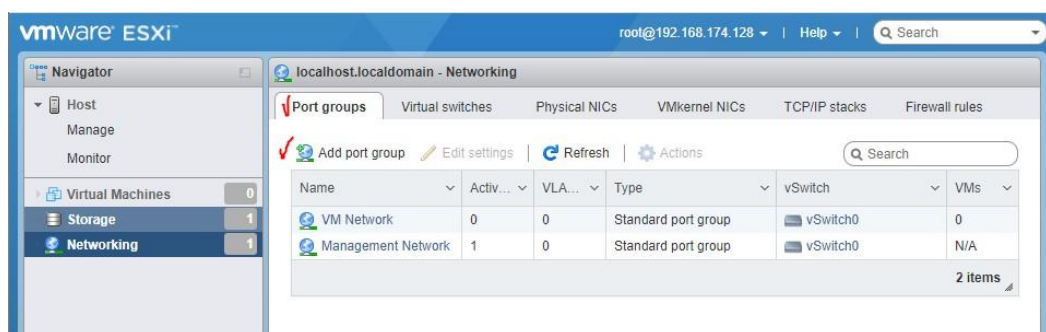 vmware ESXi™
root@192.168.174.128 | Help | Search
Navigator
Host
Manage
Monitor
Virtual Machines 0
Storage 1
Networking 1
localhost.localdomain - Networking
Port groups Virtual switches Physical NICs VMkernel NICs TCP/IP stacks Firewall rules
Add port group Edit settings | Refresh | Actions Search
Name Activ... VLA... Type vSwitch VMs
VM Network 0 0 Standard port group vSwitch0 0
Management Network 1 0 Standard port group vSwitch0 N/A
2 items